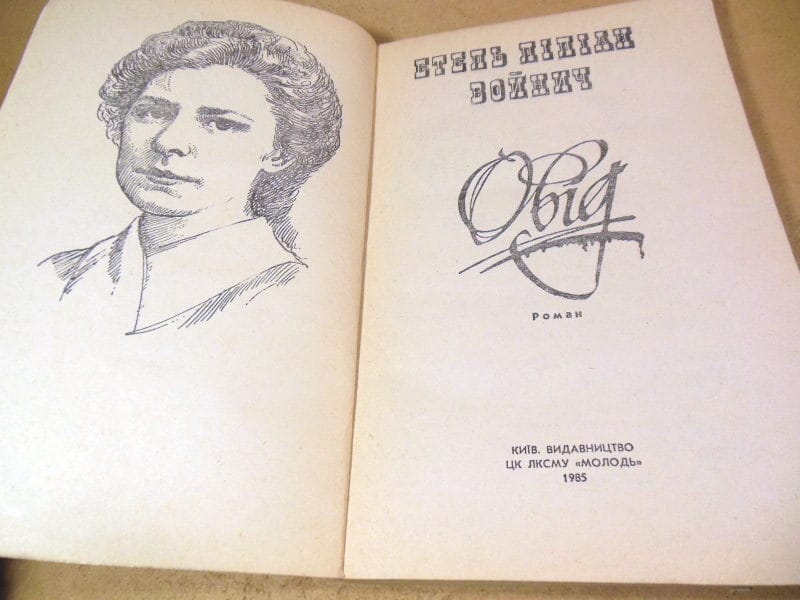 ЕТЕЛЬ ЛІЛІАН
ВОЙНИЧ
Овід
Роман
КИЇВ. ВИДАВНИЦТВО
ЦК ЛКСМУ «МОЛОДЬ»
1985